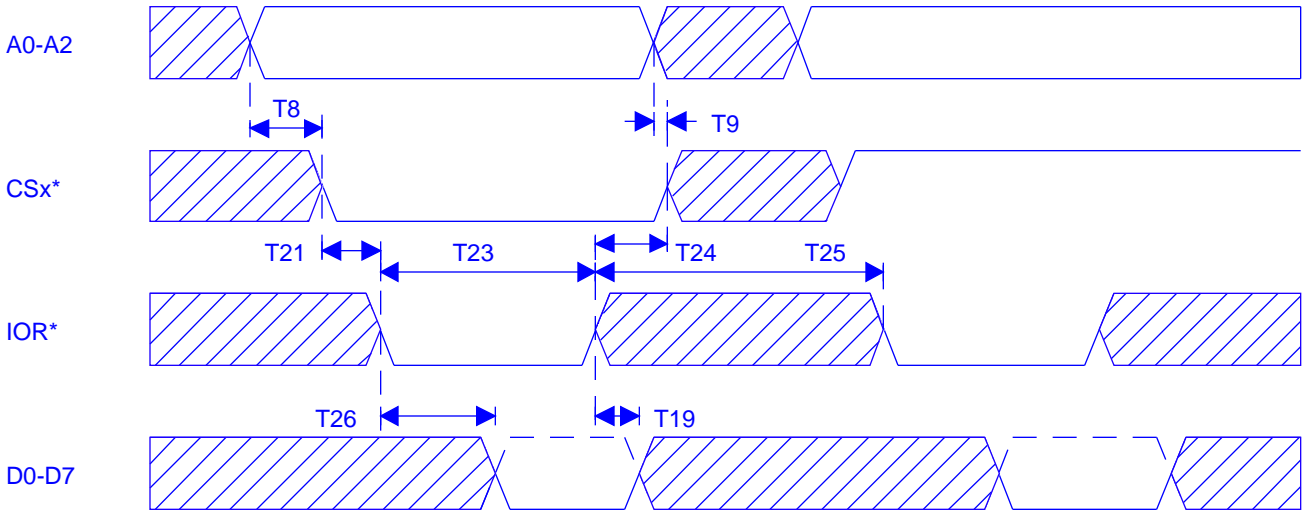 A0-A2
T8
T9
CSx*
T21
T23
T24
T25
IOR*
T26
T19
D0-D7